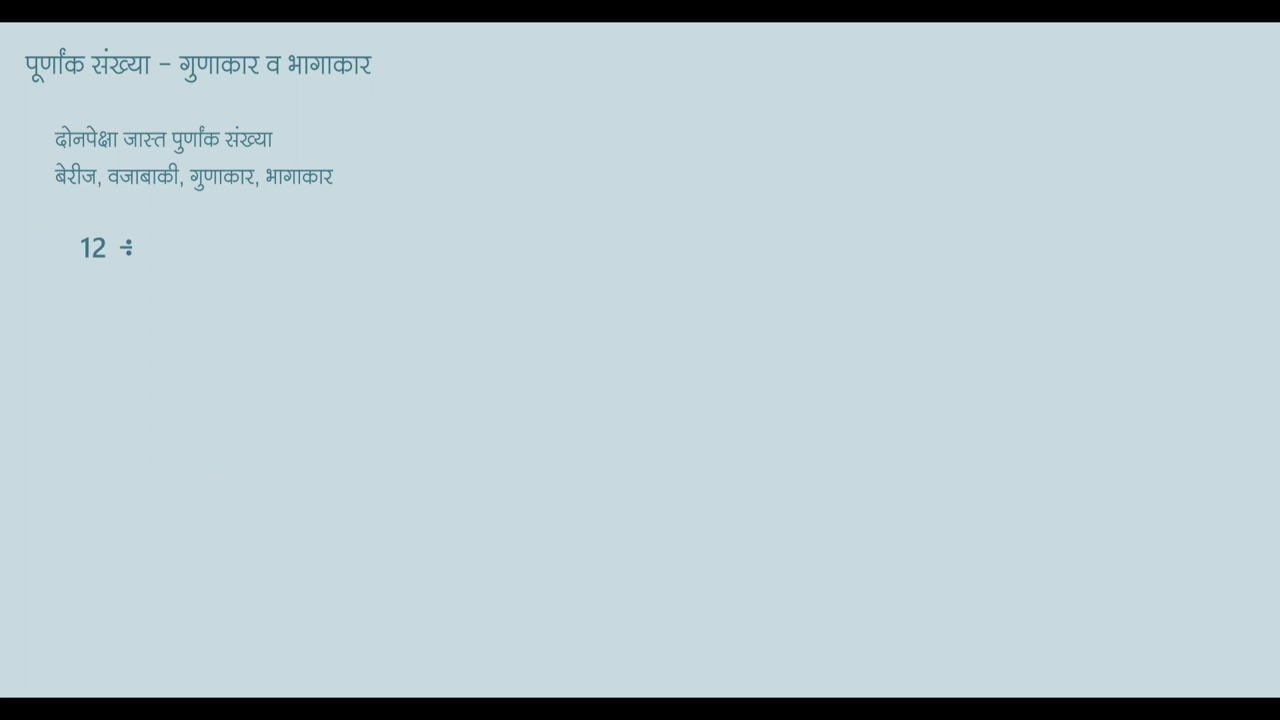 पूर्णांक संख्या - गुणाकार व भागाकार
दोनपेक्षा जास्त पुर्णांक संख्या
बेरीज, वजाबाकी, गुणाकार, भागाकार
12 ÷